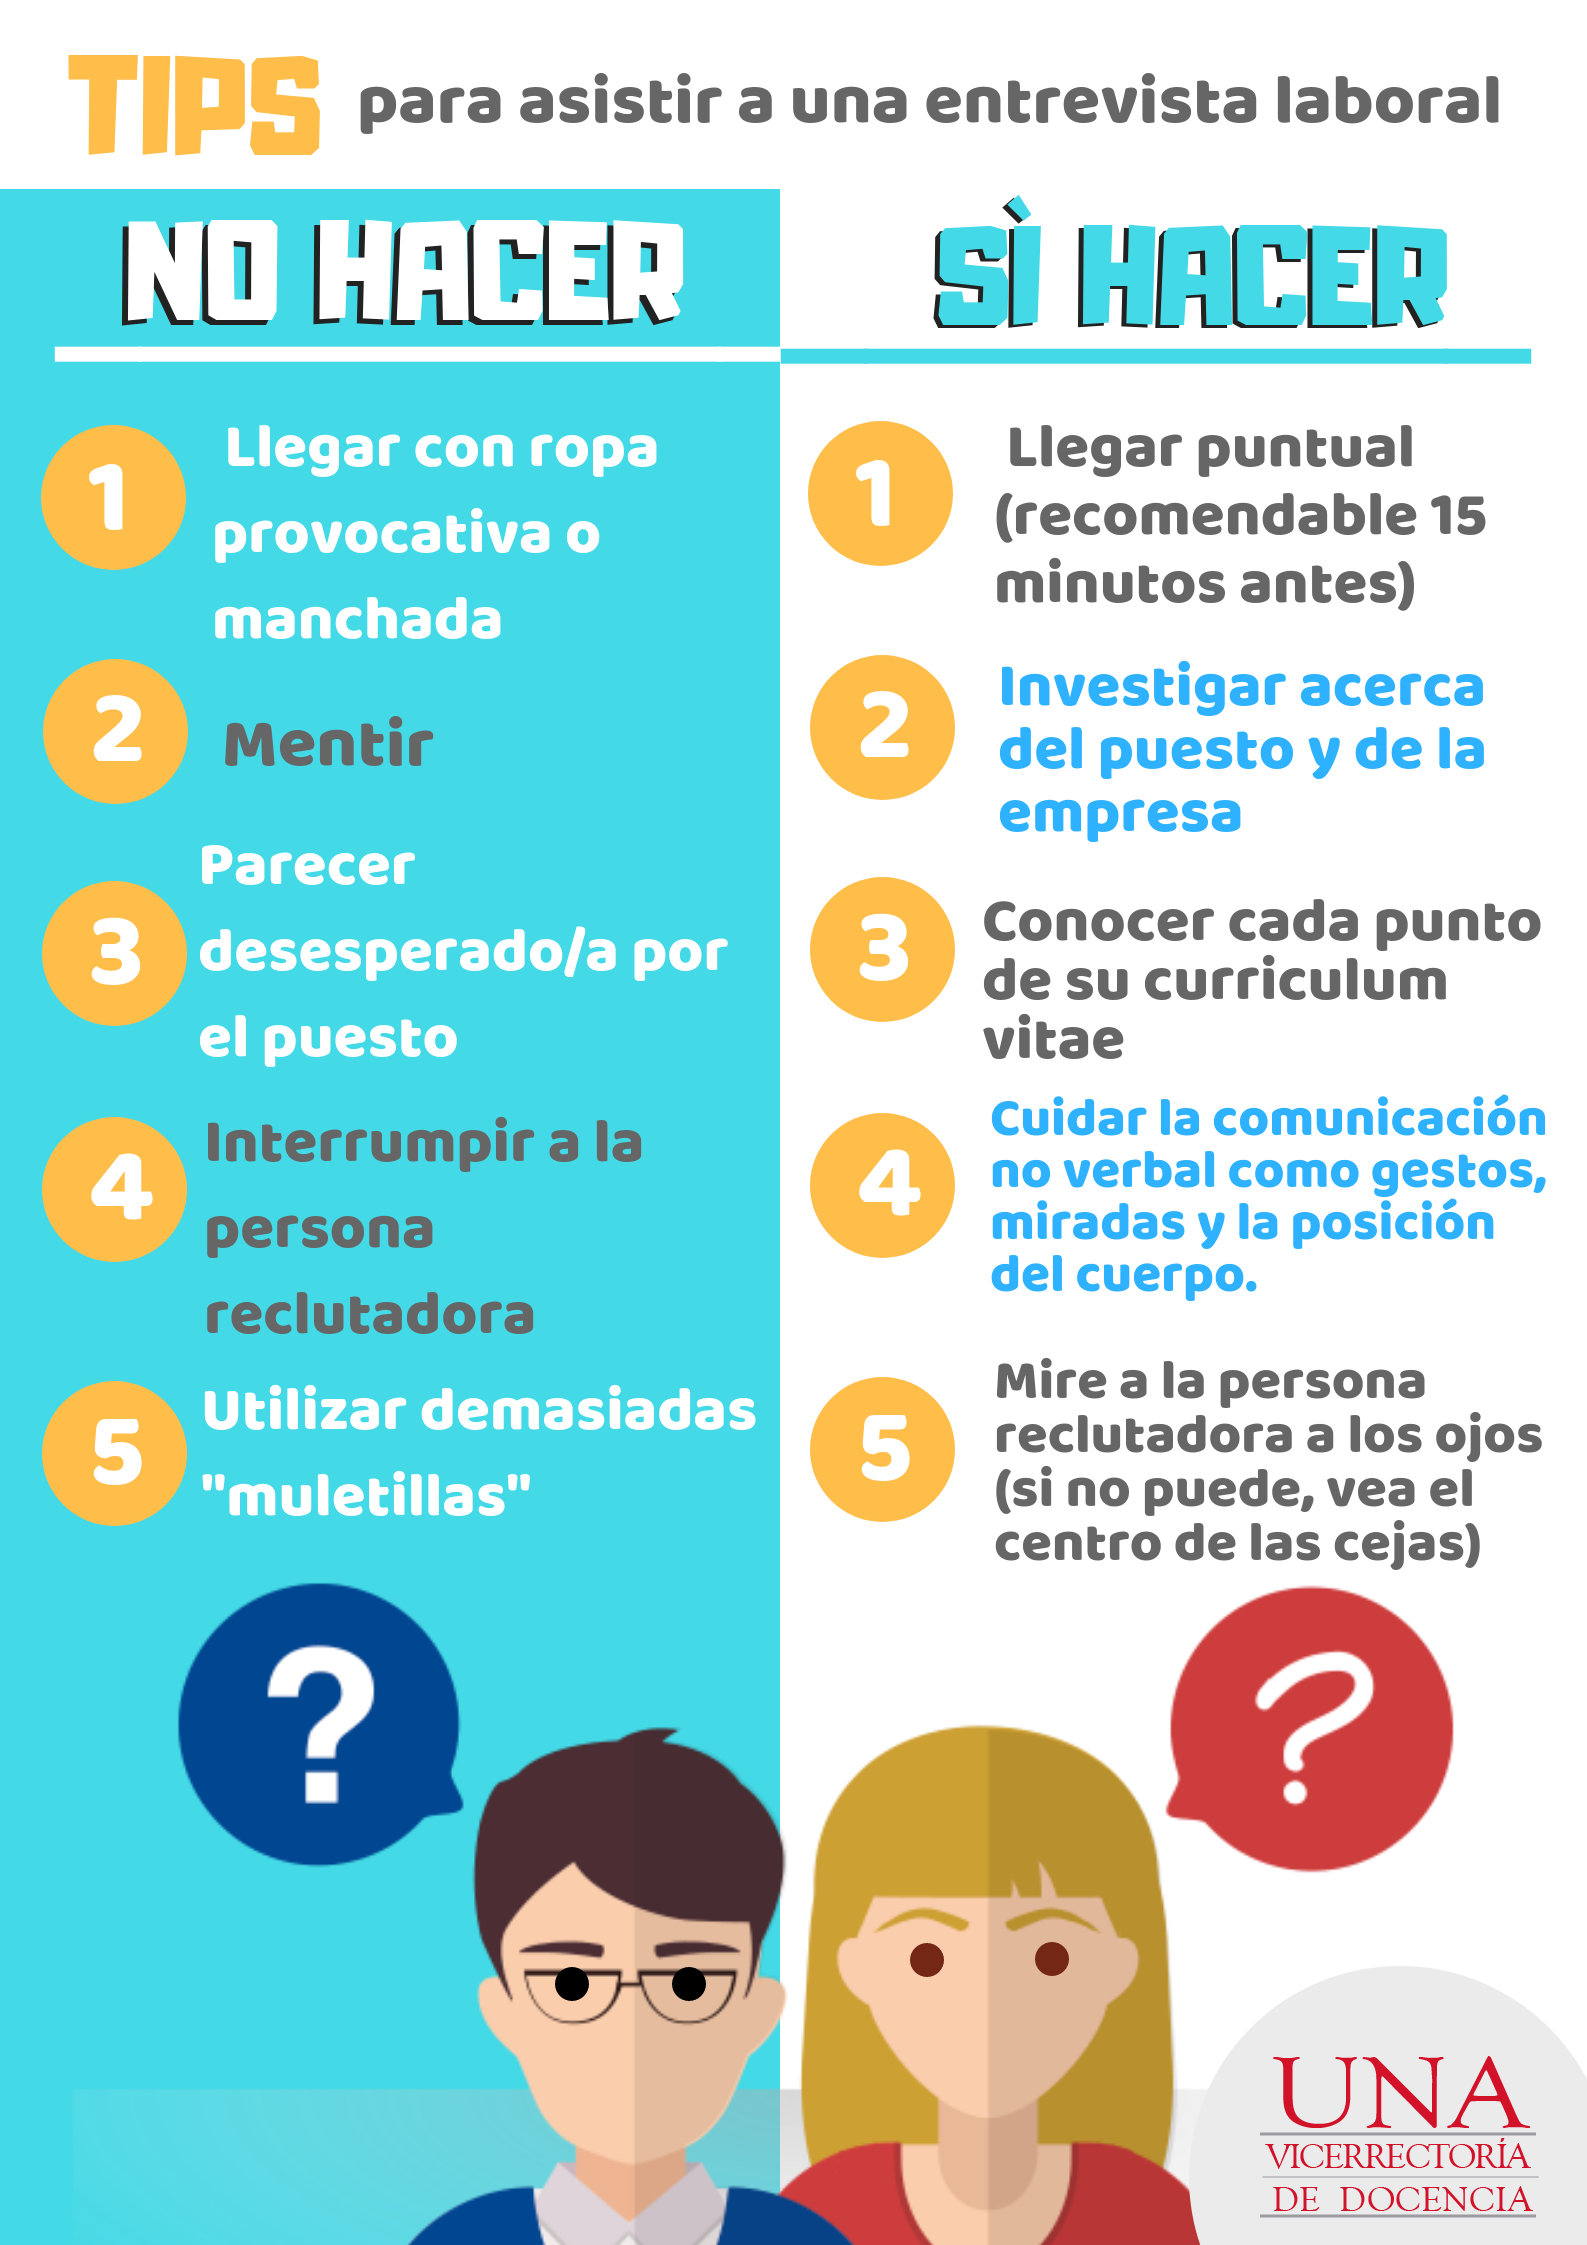 TIPS para asistir a una entrevista laboral
NO HACER
1
Llegar con ropa
provocativa o
manchada
2
Mentir
3
Parecer
desesperado/a por
el puesto
4
Interrumpir a la
persona
reclutadora
5
Utilizar demasiadas
"muletillas"
?
SÌ HACER
1
Llegar puntual
(recomendable 15
minutos antes)
2
Investigar acerca
del puesto y de la
empresa
3
Conocer cada punto
de su curriculum
vitae
4
Cuidar la comunicación
no verbal como gestos,
miradas y la posición
del cuerpo.
5
Mire a la persona
reclutadora a los ojos
(si no puede, vea el
centro de las cejas)
?
UNA
VICERRECTORÍA
DE DOCENCIA